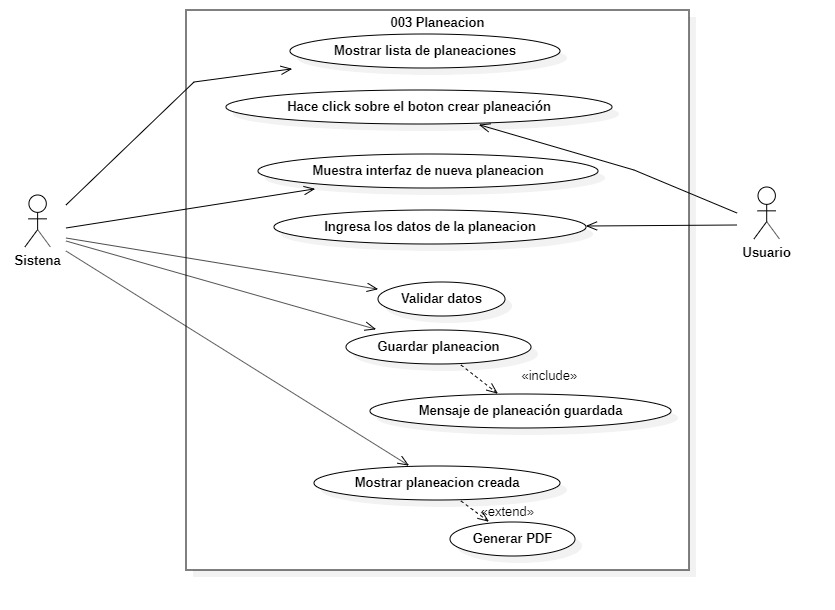 003 Planeacion
Mostrar lista de planeaciones
Hace click sobre el boton crear planeación
Muestra interfaz de nueva planeacion
Ingresa los datos de la planeacion
Sistena
Usuario
Validar datos
Guardar planeacion
«include»
Mensaje de planeación guardada
Mostrar planeacion creada
«extend»
Generar PDF